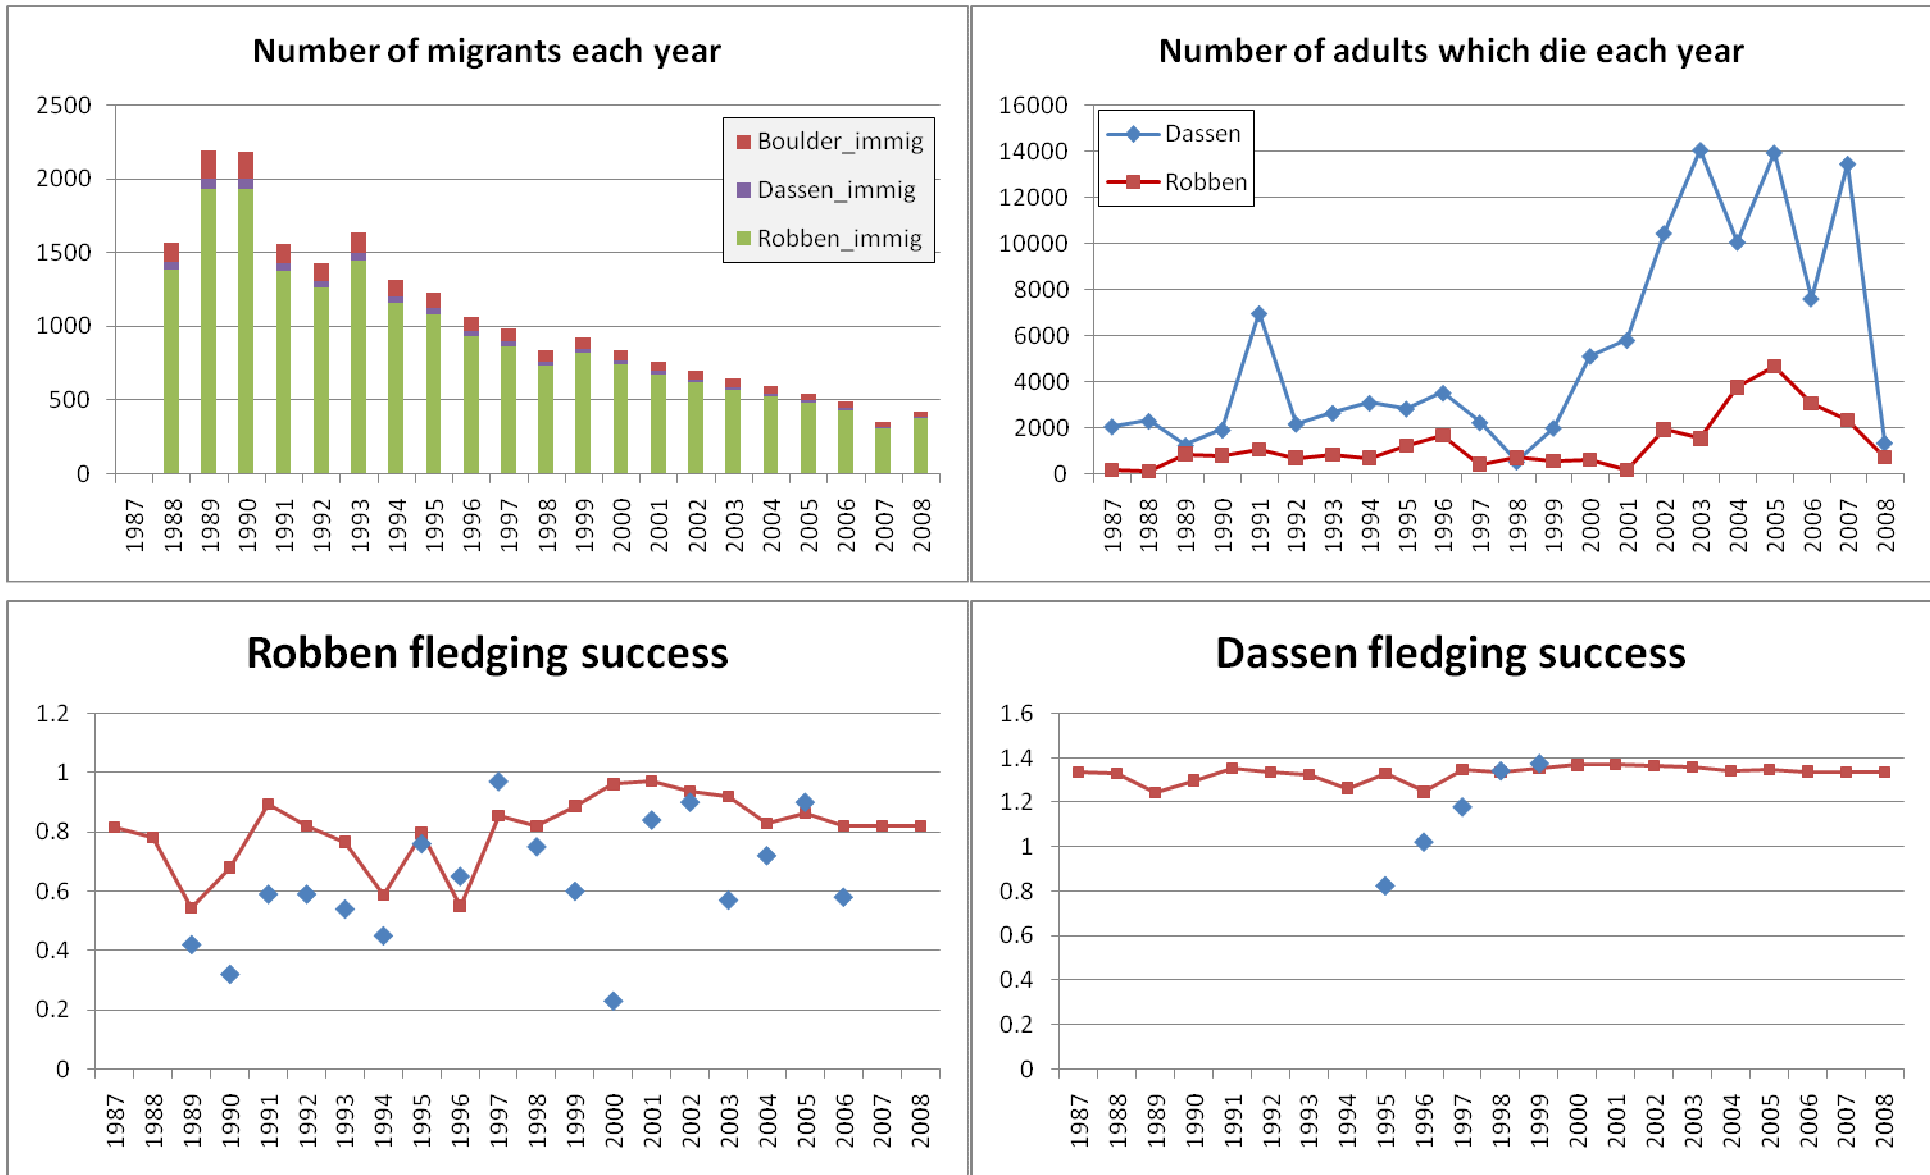 Number of migrants each year
2500
2000
1500
1000
500
0
Boulder_immig
Dassen_immig
Robben_immig
1987 1988 1989 1990 1991 1992 1993 1994 1995 1996 1997 1998 1999 2000 2001 2002 2003 2004 2005 2006 2007 2008
Number of adults which die each year
16000
14000
12000
10000
8000
6000
4000
2000
0
Dassen
Robben
1987 1988 1989 1990 1991 1992 1993 1994 1995 1996 1997 1998 1999 2000 2001 2002 2003 2004 2005 2006 2007 2008
Robben fledging success
1.2
1
0.8
0.6
0.4
0.2
0
1987 1988 1989 1990 1991 1992 1993 1994 1995 1996 1997 1998 1999 2000 2001 2002 2003 2004 2005 2006 2007 2008
Dassen fledging success
1.6
1.4
1.2
1
0.8
0.6
0.4
0.2
0
1987 1988 1989 1990 1991 1992 1993 1994 1995 1996 1997 1998 1999 2000 2001 2002 2003 2004 2005 2006 2007 2008